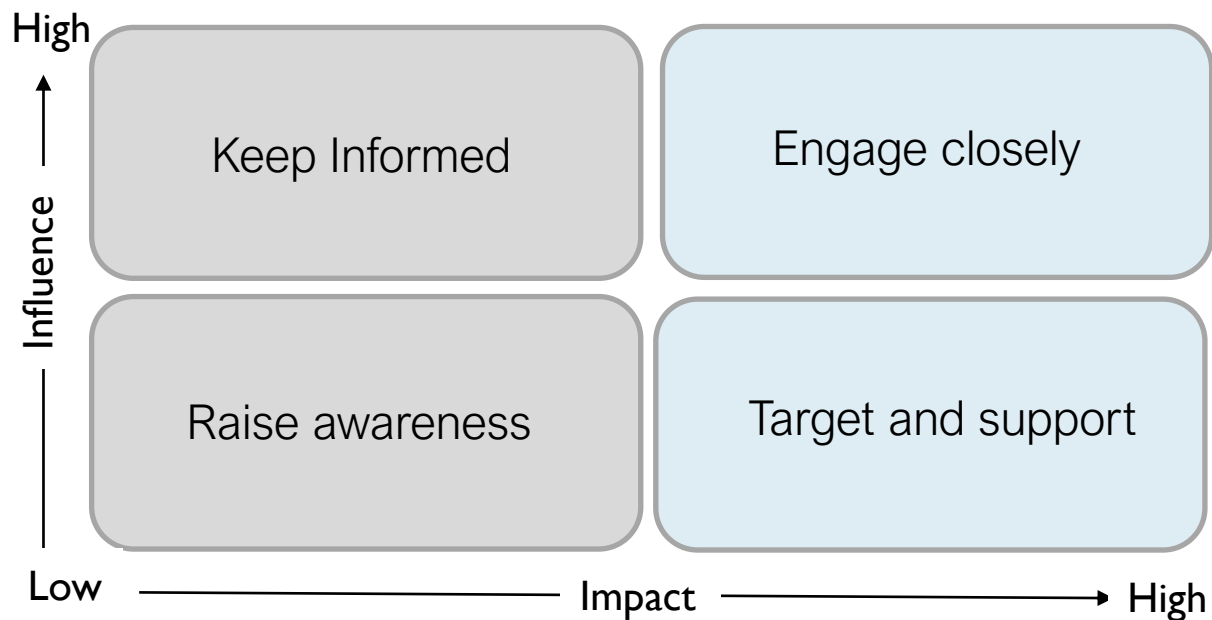 High
Keep Informed
Engage closely
Influence
Raise awareness
Target and support
Low
Impact
High